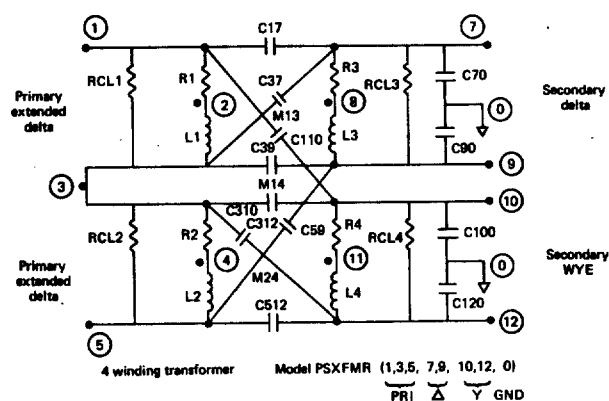 1
C17
7
Primary
extended
delta
RCL1
R1
2
L1
C37
M13
C110
R3
8
L3
RCL3
C70
0
C90
Secondary
delta
3
C39
9
M14
10
C310
C312
C59
RCL2
R2
4
L2
M24
R4
11
L4
RCL4
C100
0
C120
Primary
extended
delta
Secondary
WYE
5
C512
12
4 winding transformer
Model PSXFMR (1,3,5, 7,9, 10,12, 0)
PRI Δ Y GND